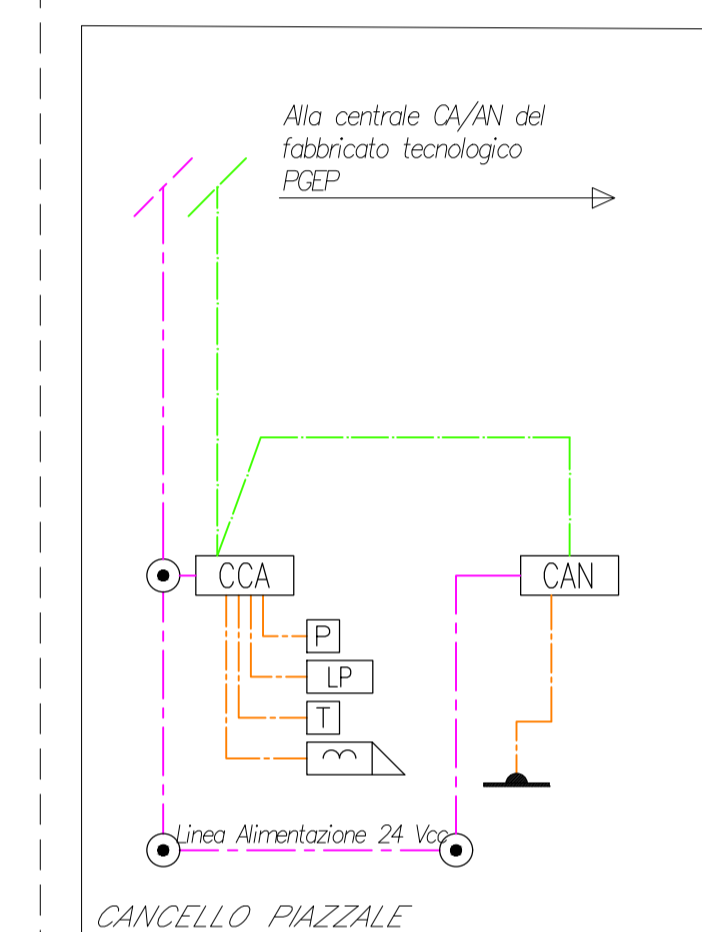 Alla centrale CA/AN del
fabbricato tecnologico
PGEP
CCA
CAN
P
LP
T
Linea Alimentazione 24 Vcc
CANCELLO PIAZZALE